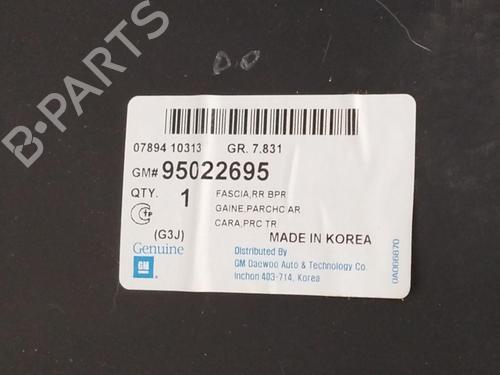 B-PARTS
07894 10313 GR. 7.831
GM# 95022695
QTY. 1 FASCIA,RR BPR
GAINE,PARCHC AR
CARA,PRC TR
(G3J) MADE IN KOREA
Genuine
GM
Distributed By
GM Daewoo Auto & Technology Co.
Inchon 403-714, Korea